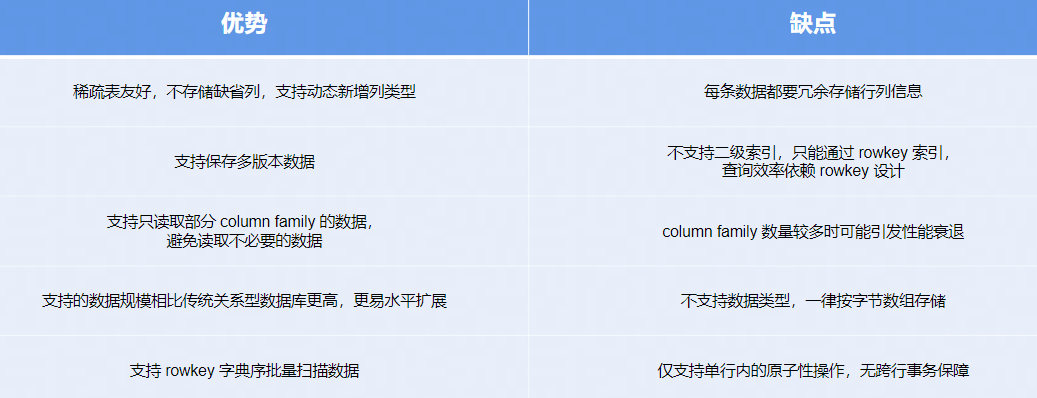 优势
缺点
稀疏表友好，不存储缺省列，支持动态新增列类型
每条数据都要冗余存储行列信息
支持保存多版本数据
不支持二级索引，只能通过 rowkey 索引，
查询效率依赖 rowkey 设计
支持只读取部分 column family 的数据，
避免读取不必要的数据
column family 数量较多时可能引发性能衰退
支持的数据规模相比传统关系型数据库更高，更易水平扩展
不支持数据类型，一律按字节数组存储
支持 rowkey 字典序批量扫描数据
仅支持单行内的原子性操作，无跨行事务保障